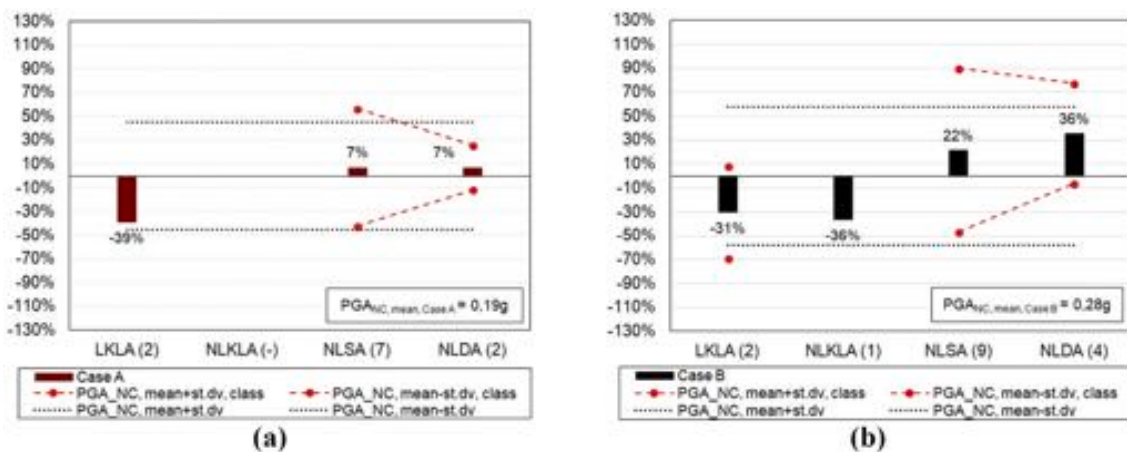 130%
110%
90%
70%
50%
30%
10%
-10%
-30%
-50%
-70%
-90%
-110%
-130%
-39%
7%
7%
PGA_NC, mean, Case A = 0,19g
LKLA (2) NLKLA (-) NLSA (7) NLDA (2)
Case A
PGA_NC, mean+st.dv, class PGA_NC, mean-st.dv, class
PGA_NC, mean+st.dv PGA_NC, mean-st.dv
(a)
130%
110%
90%
70%
50%
30%
10%
-10%
-30%
-50%
-70%
-90%
-110%
-130%
-31%
-36%
22%
36%
PGA_NC, mean, Case B = 0,28g
LKLA (2) NLKLA (1) NLSA (9) NLDA (4)
Case B
PGA_NC, mean+st.dv, class PGA_NC, mean-st.dv, class
PGA_NC, mean+st.dv PGA_NC, mean-st.dv
(b)